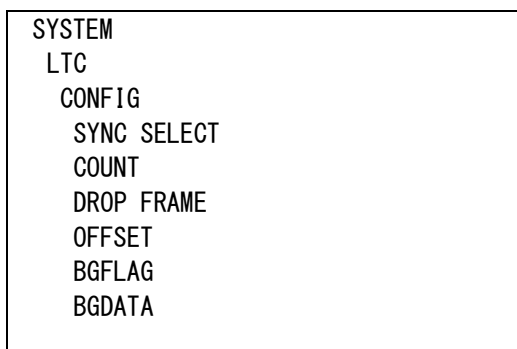 SYSTEM
LTC
CONFIG
SYNC SELECT
COUNT
DROP FRAME
OFFSET
BGFLAG
BGDATA